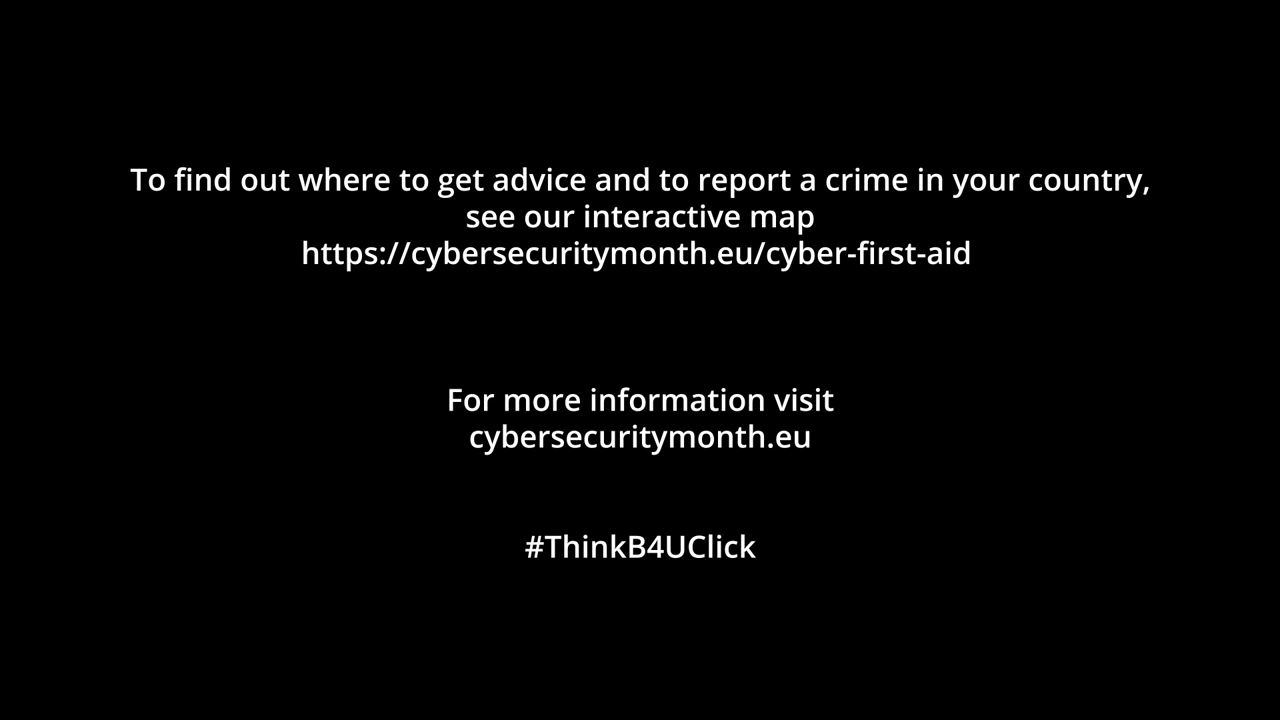 To find out where to get advice and to report a crime in your country,
see our interactive map
https://cybersecuritymonth.eu/cyber-first-aid
For more information visit
cybersecuritymonth.eu
#ThinkB4UClick